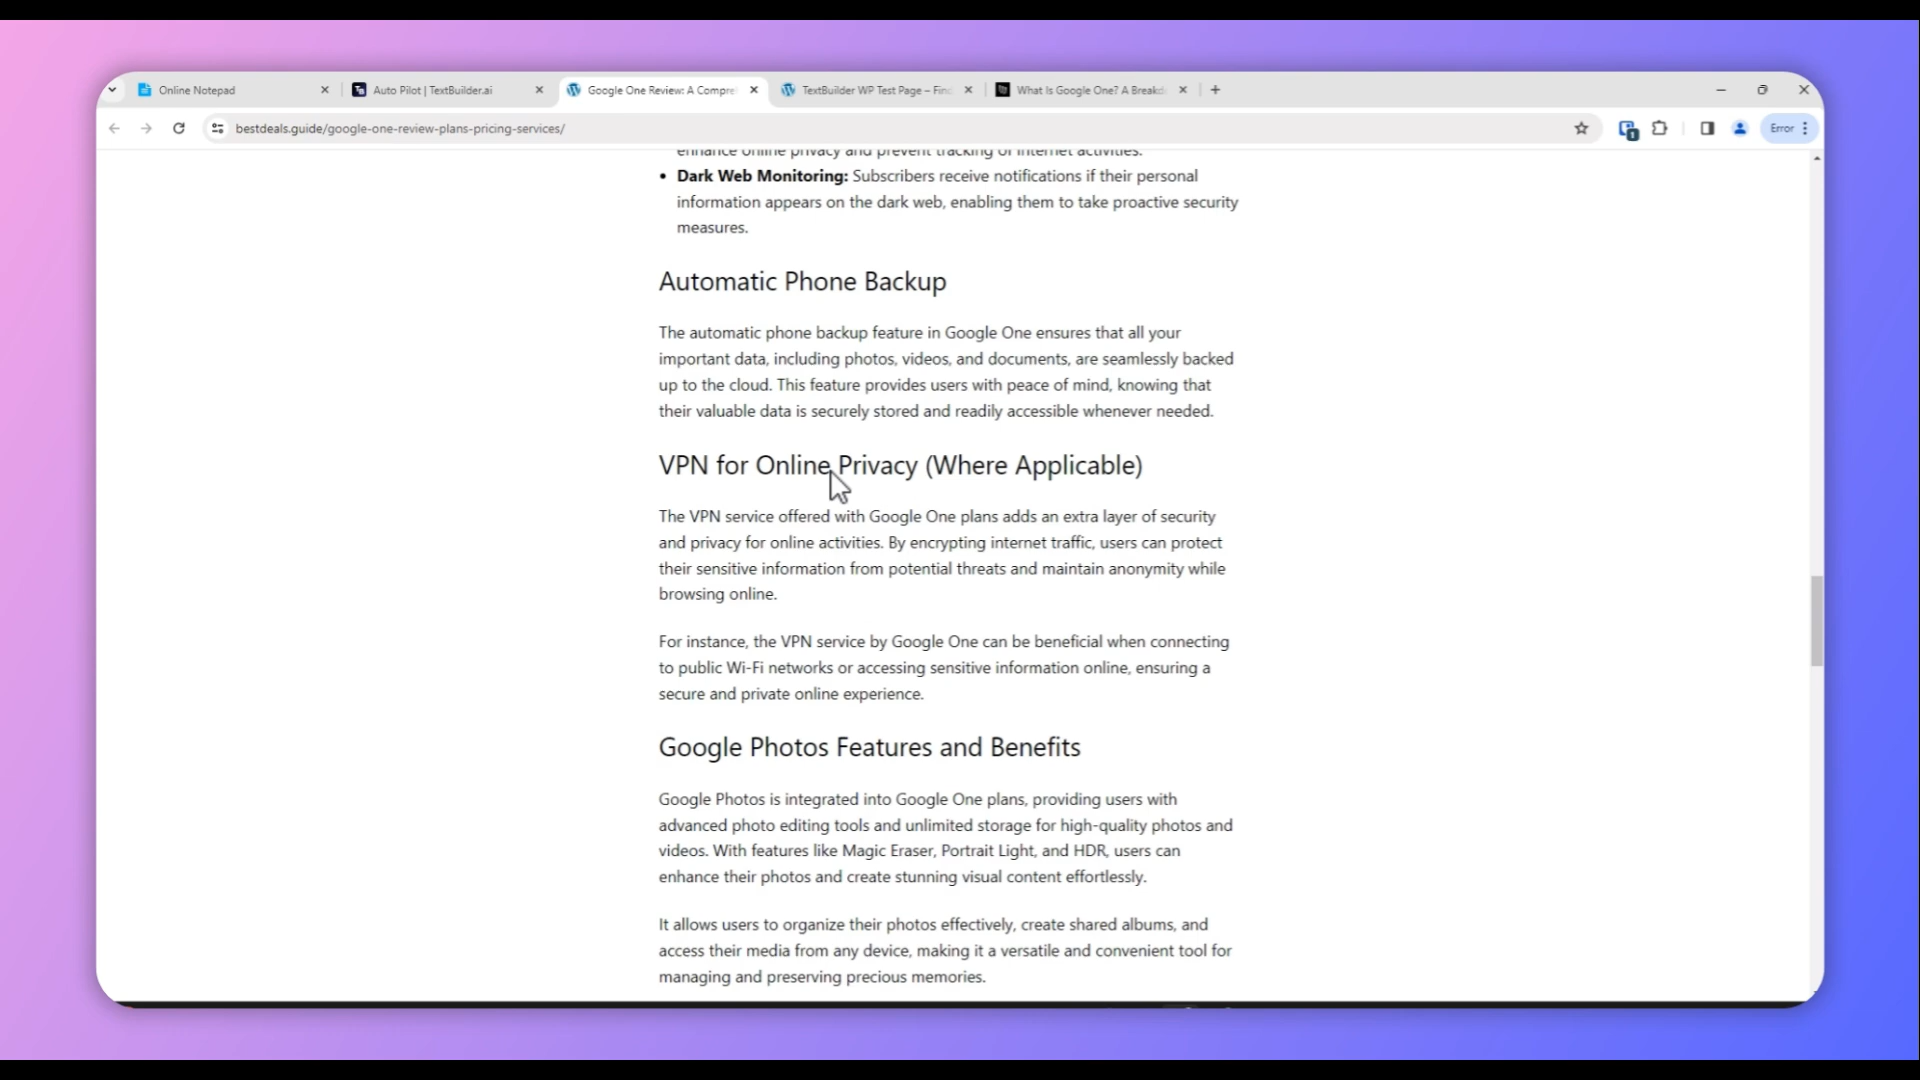 Online Notepad
Auto Pilot | TextBuilder.ai
Google One Review: A Compre
TextBuilder WP Test Page – Fin
What Is Google One? A Breakd
bestdeals.guide/google-one-review-plans-pricing-services/
1
Error
enhance online privacy and prevent tracking of internet activities.
• Dark Web Monitoring: Subscribers receive notifications if their personal
information appears on the dark web, enabling them to take proactive security
measures.
Automatic Phone Backup
The automatic phone backup feature in Google One ensures that all your
important data, including photos, videos, and documents, are seamlessly backed
up to the cloud. This feature provides users with peace of mind, knowing that
their valuable data is securely stored and readily accessible whenever needed.
VPN for Online Privacy (Where Applicable)
The VPN service offered with Google One plans adds an extra layer of security
and privacy for online activities. By encrypting internet traffic, users can protect
their sensitive information from potential threats and maintain anonymity while
browsing online.
For instance, the VPN service by Google One can be beneficial when connecting
to public Wi-Fi networks or accessing sensitive information online, ensuring a
secure and private online experience.
Google Photos Features and Benefits
Google Photos is integrated into Google One plans, providing users with
advanced photo editing tools and unlimited storage for high-quality photos and
videos. With features like Magic Eraser, Portrait Light, and HDR, users can
enhance their photos and create stunning visual content effortlessly.
It allows users to organize their photos effectively, create shared albums, and
access their media from any device, making it a versatile and convenient tool for
managing and preserving precious memories.